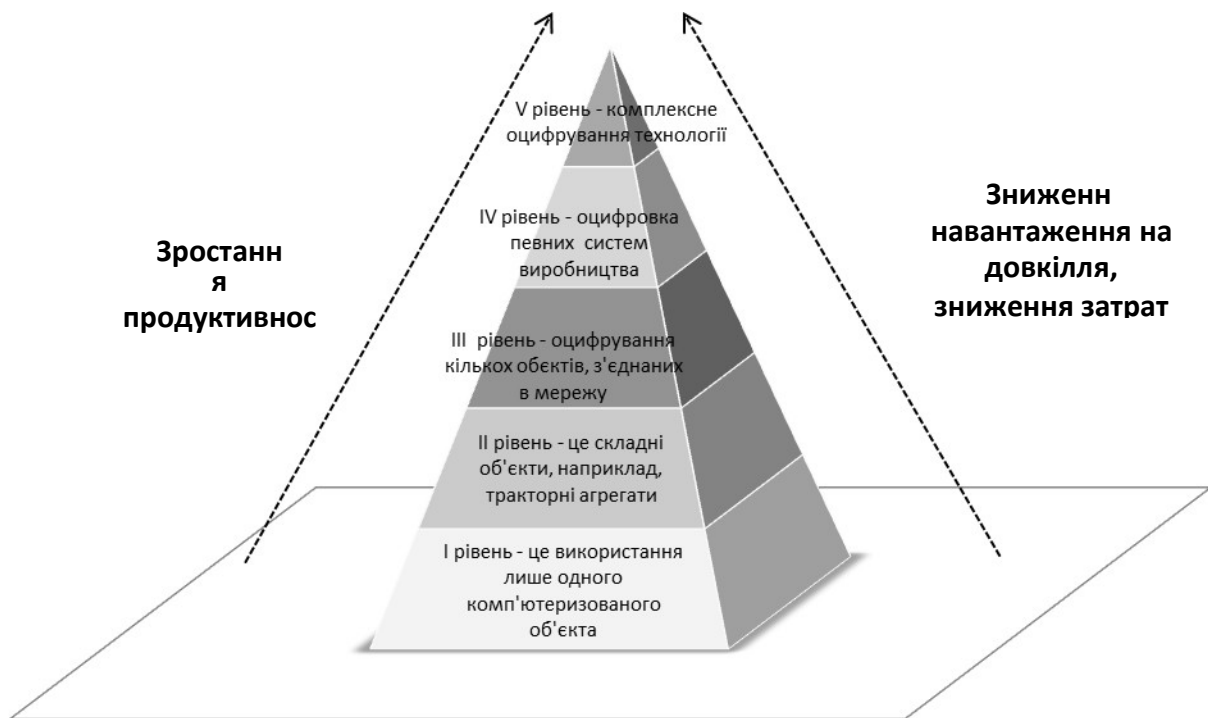 V рівень - комплексне
оцифрування технології
IV рівень - оцифровка
певних систем
виробництва
III рівень - оцифрування
кількох обєктів, з'єднаних
в мережу
II рівень - це складні
об'єкти, наприклад,
тракторні агрегати
I рівень - це використання
лише одного
комп'ютеризованого
об'єкта
Зростанн
я
продуктивнос
Зниженн
навантаження на
довкілля,
зниження затрат